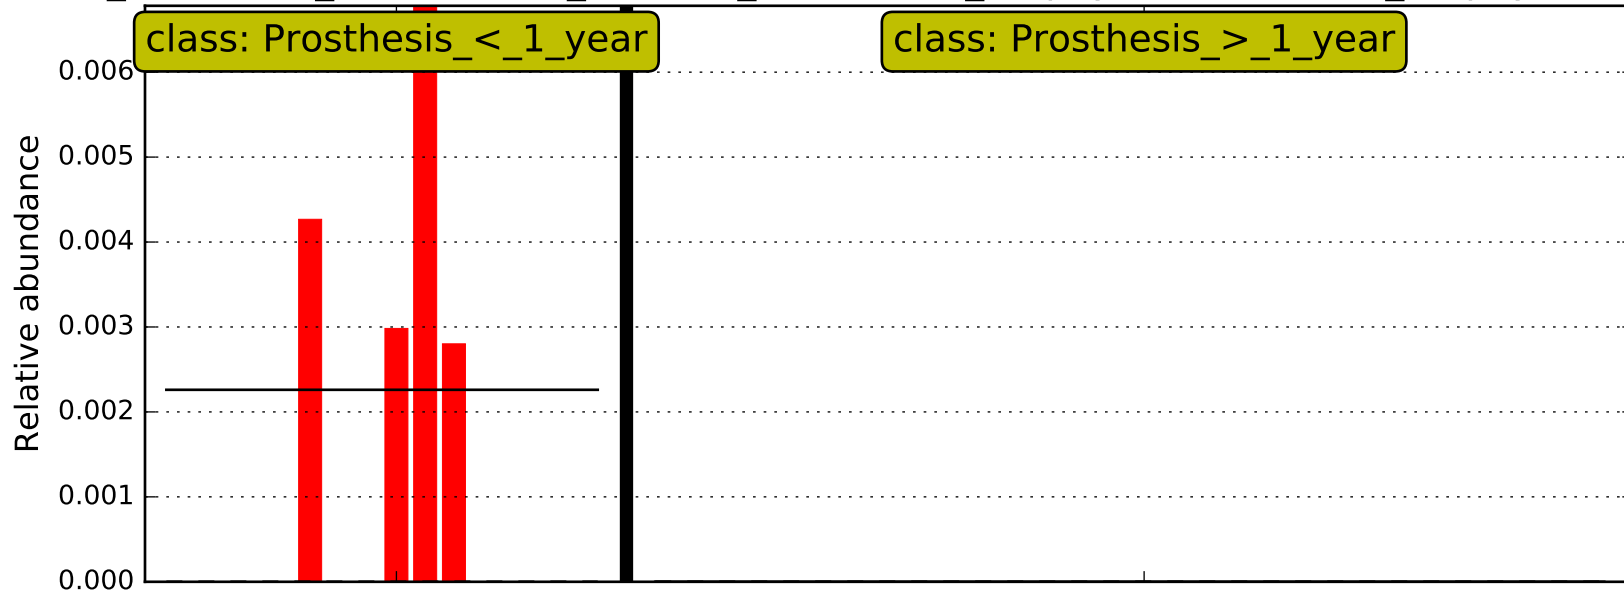 class: Prosthesis_<_1_year
class: Prosthesis_>_1_year
0.006
0.005
0.004
0.003
0.002
0.001
0.000
Relative abundance